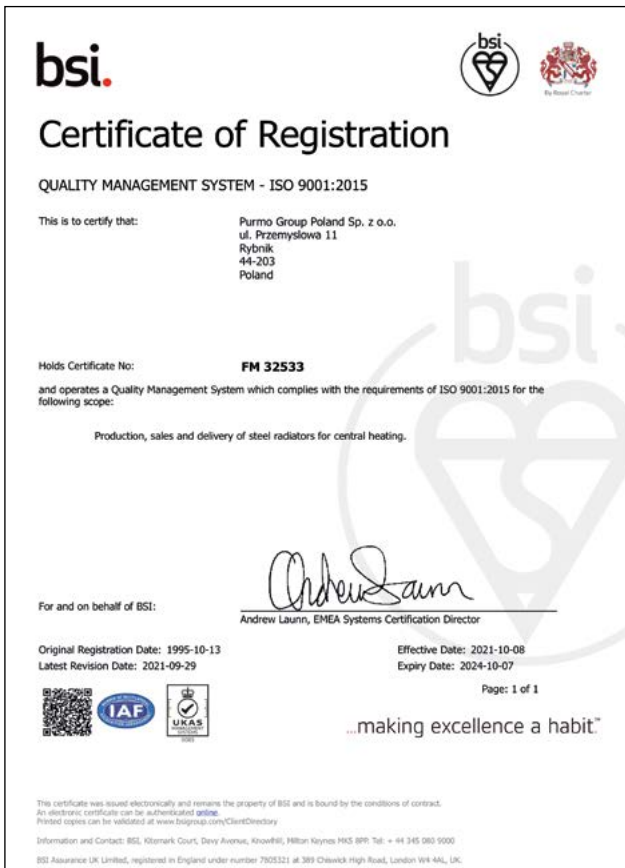 bsi.
bsi
By Royal Charter
Certificate of Registration
QUALITY MANAGEMENT SYSTEM - ISO 9001:2015
This is to certify that:
Purmo Group Poland Sp. z o.o.
ul. Przemyslowa 11
Rybnik
44-203
Poland
bsi
Holds Certificate No:
FM 32533
and operates a Quality Management System which complies with the requirements of ISO 9001:2015 for the
following scope:
Production, sales and delivery of steel radiators for central heating.
For and on behalf of BSI:
Andrew Launn, EMEA Systems Certification Director
Original Registration Date: 1995-10-13
Effective Date: 2021-10-08
Latest Revision Date: 2021-09-29
Expiry Date: 2024-10-07
Page: 1 of 1
IAF
UKAS
MANAGEMENT
SYSTEMS
...making excellence a habit.™
This certificate was issued electronically and remains the property of BSI and is bound by the conditions of contract.
An electronic certificate can be authenticated online.
Printed copies can be validated at www.bsigroup.com/ClientDirectory
Information and Contact: BSI, Kitemark Court, Davy Avenue, Knowlhill, Milton Keynes MK5 8PP. Tel: + 44 345 080 9000
BSI Assurance UK Limited, registered in England under number 7805321 at 389 Chiswick High Road, London W4 4AL, UK.